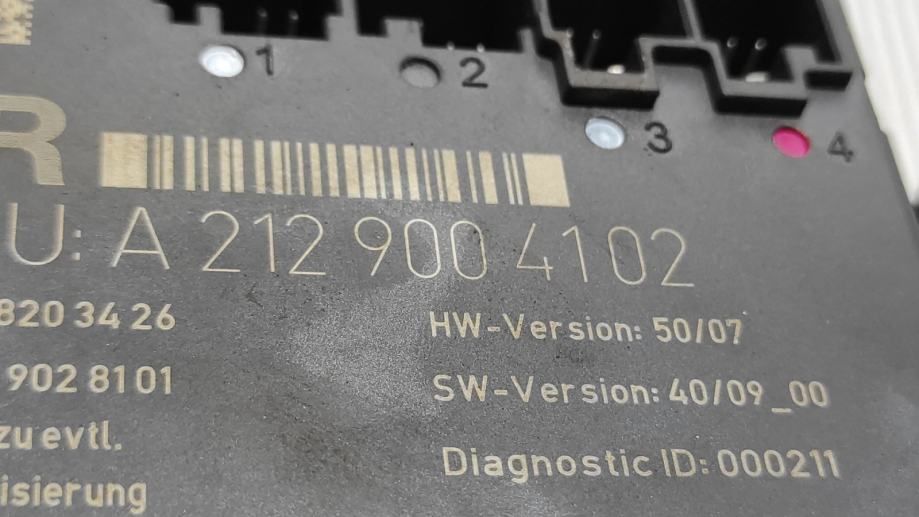 1 2
3 4
R
U: A 212 900 4102
820 34 26
HW-Version: 50/07
902 8101
SW-Version: 40/09_00
zu evtl.
Diagnostic ID: 000211
isierung